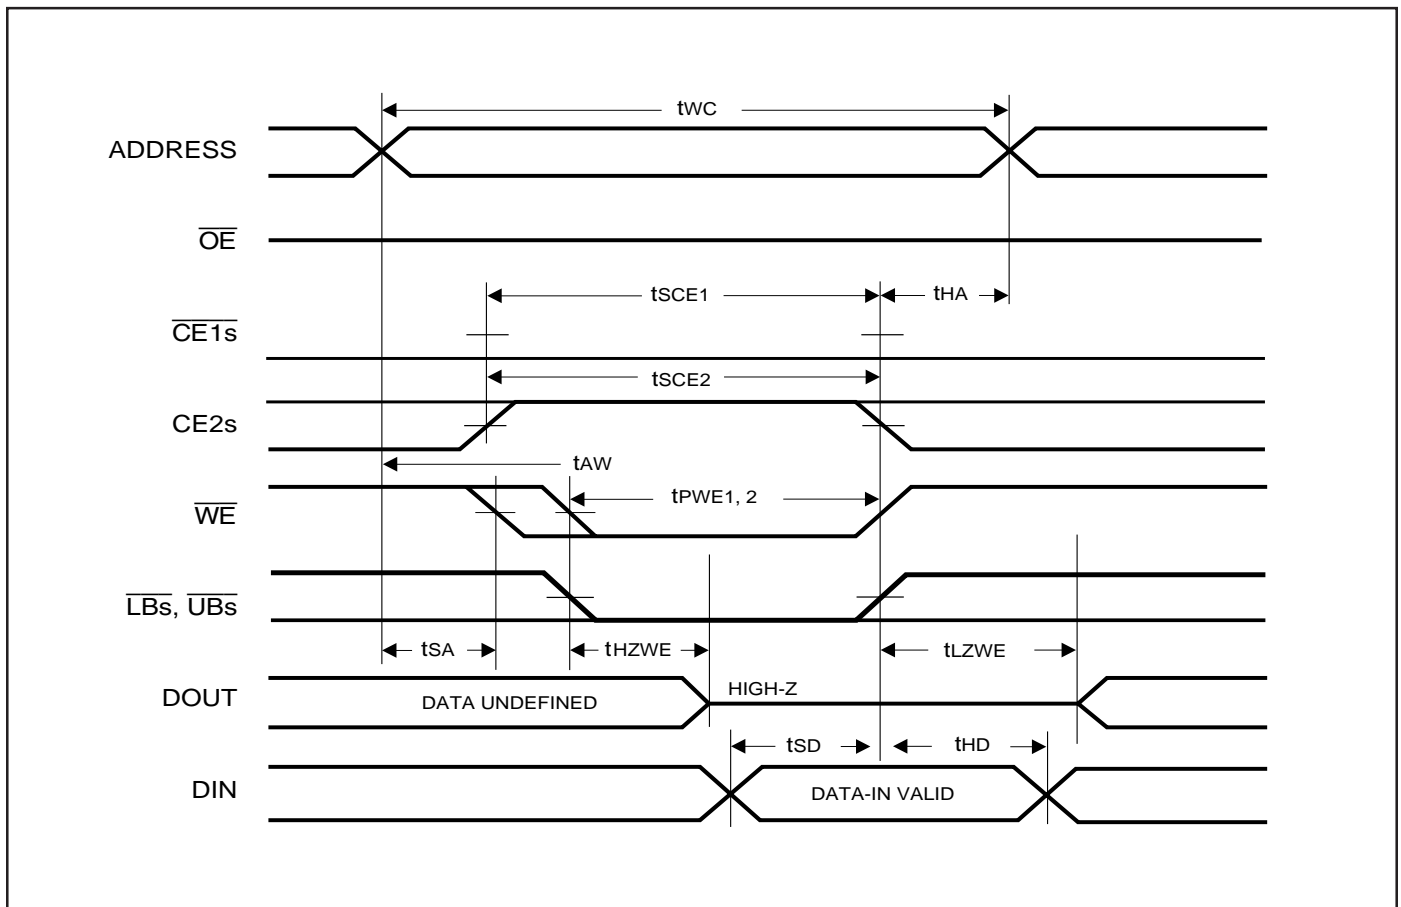 tWC
ADDRESS
OE
tSCE1
tHA
CE1s
tSCE2
CE2s
tAW
tPWE1, 2
WE
LBs, UBs
tSA
tHZWE
tLZWE
HIGH-Z
DOUT
DATA UNDEFINED
tSD
tHD
DIN
DATA-IN VALID